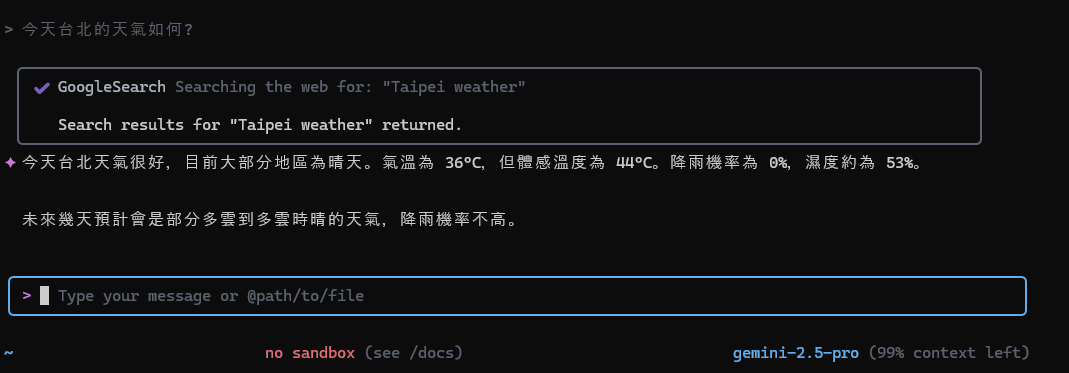 > 今天台北的天氣如何?
✔ GoogleSearch Searching the web for: "Taipei weather"
Search results for "Taipei weather" returned.
✦ 今天台北天氣很好，目前大部分地區為晴天。氣溫為 36°C，但體感溫度為 44°C。降雨機率為 0%，濕度約為 53%。
未來幾天預計會是部分多雲到多雲時晴的天氣，降雨機率不高。
> Type your message or @path/to/file
~ no sandbox (see /docs) gemini-2.5-pro (99% context left)